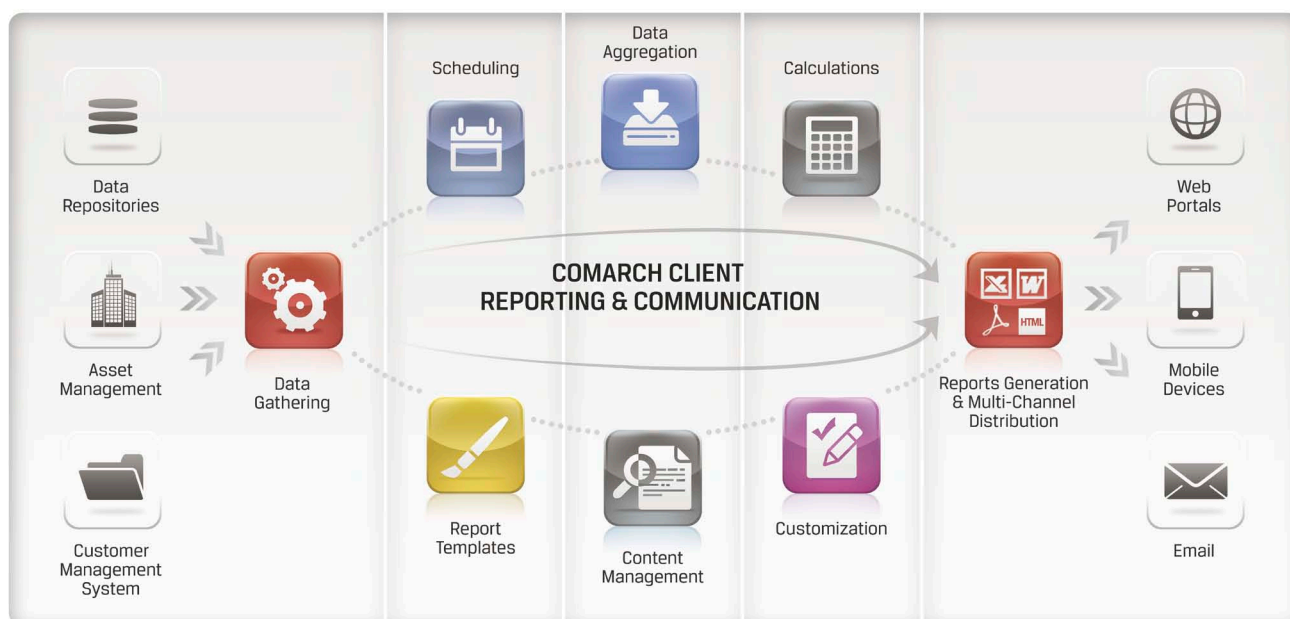 Data
Repositories
Asset
Management
Customer
Management
System
Data
Gathering
Scheduling
Data
Aggregation
Calculations
COMARCH CLIENT
REPORTING & COMMUNICATION
Report
Templates
Content
Management
Customization
X W
HTML
Reports Generation
& Multi-Channel
Distribution
Web
Portals
Mobile
Devices
Email